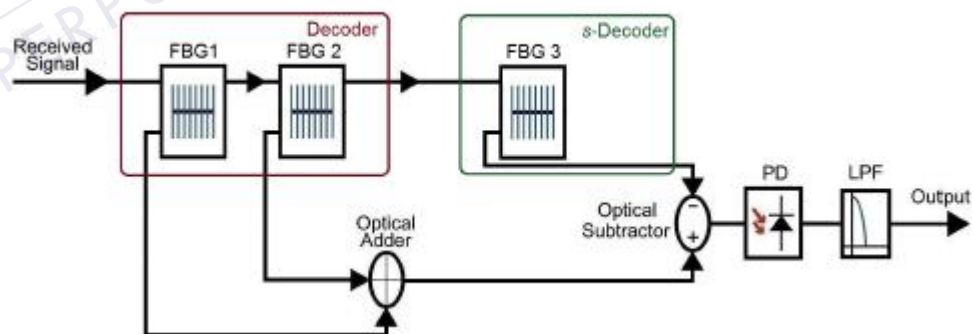 Decoder
s-Decoder
Received
Signal
FBG1
FBG 2
FBG 3
PD
LPF
Output
Optical
Subtractor
−
+
Optical
Adder